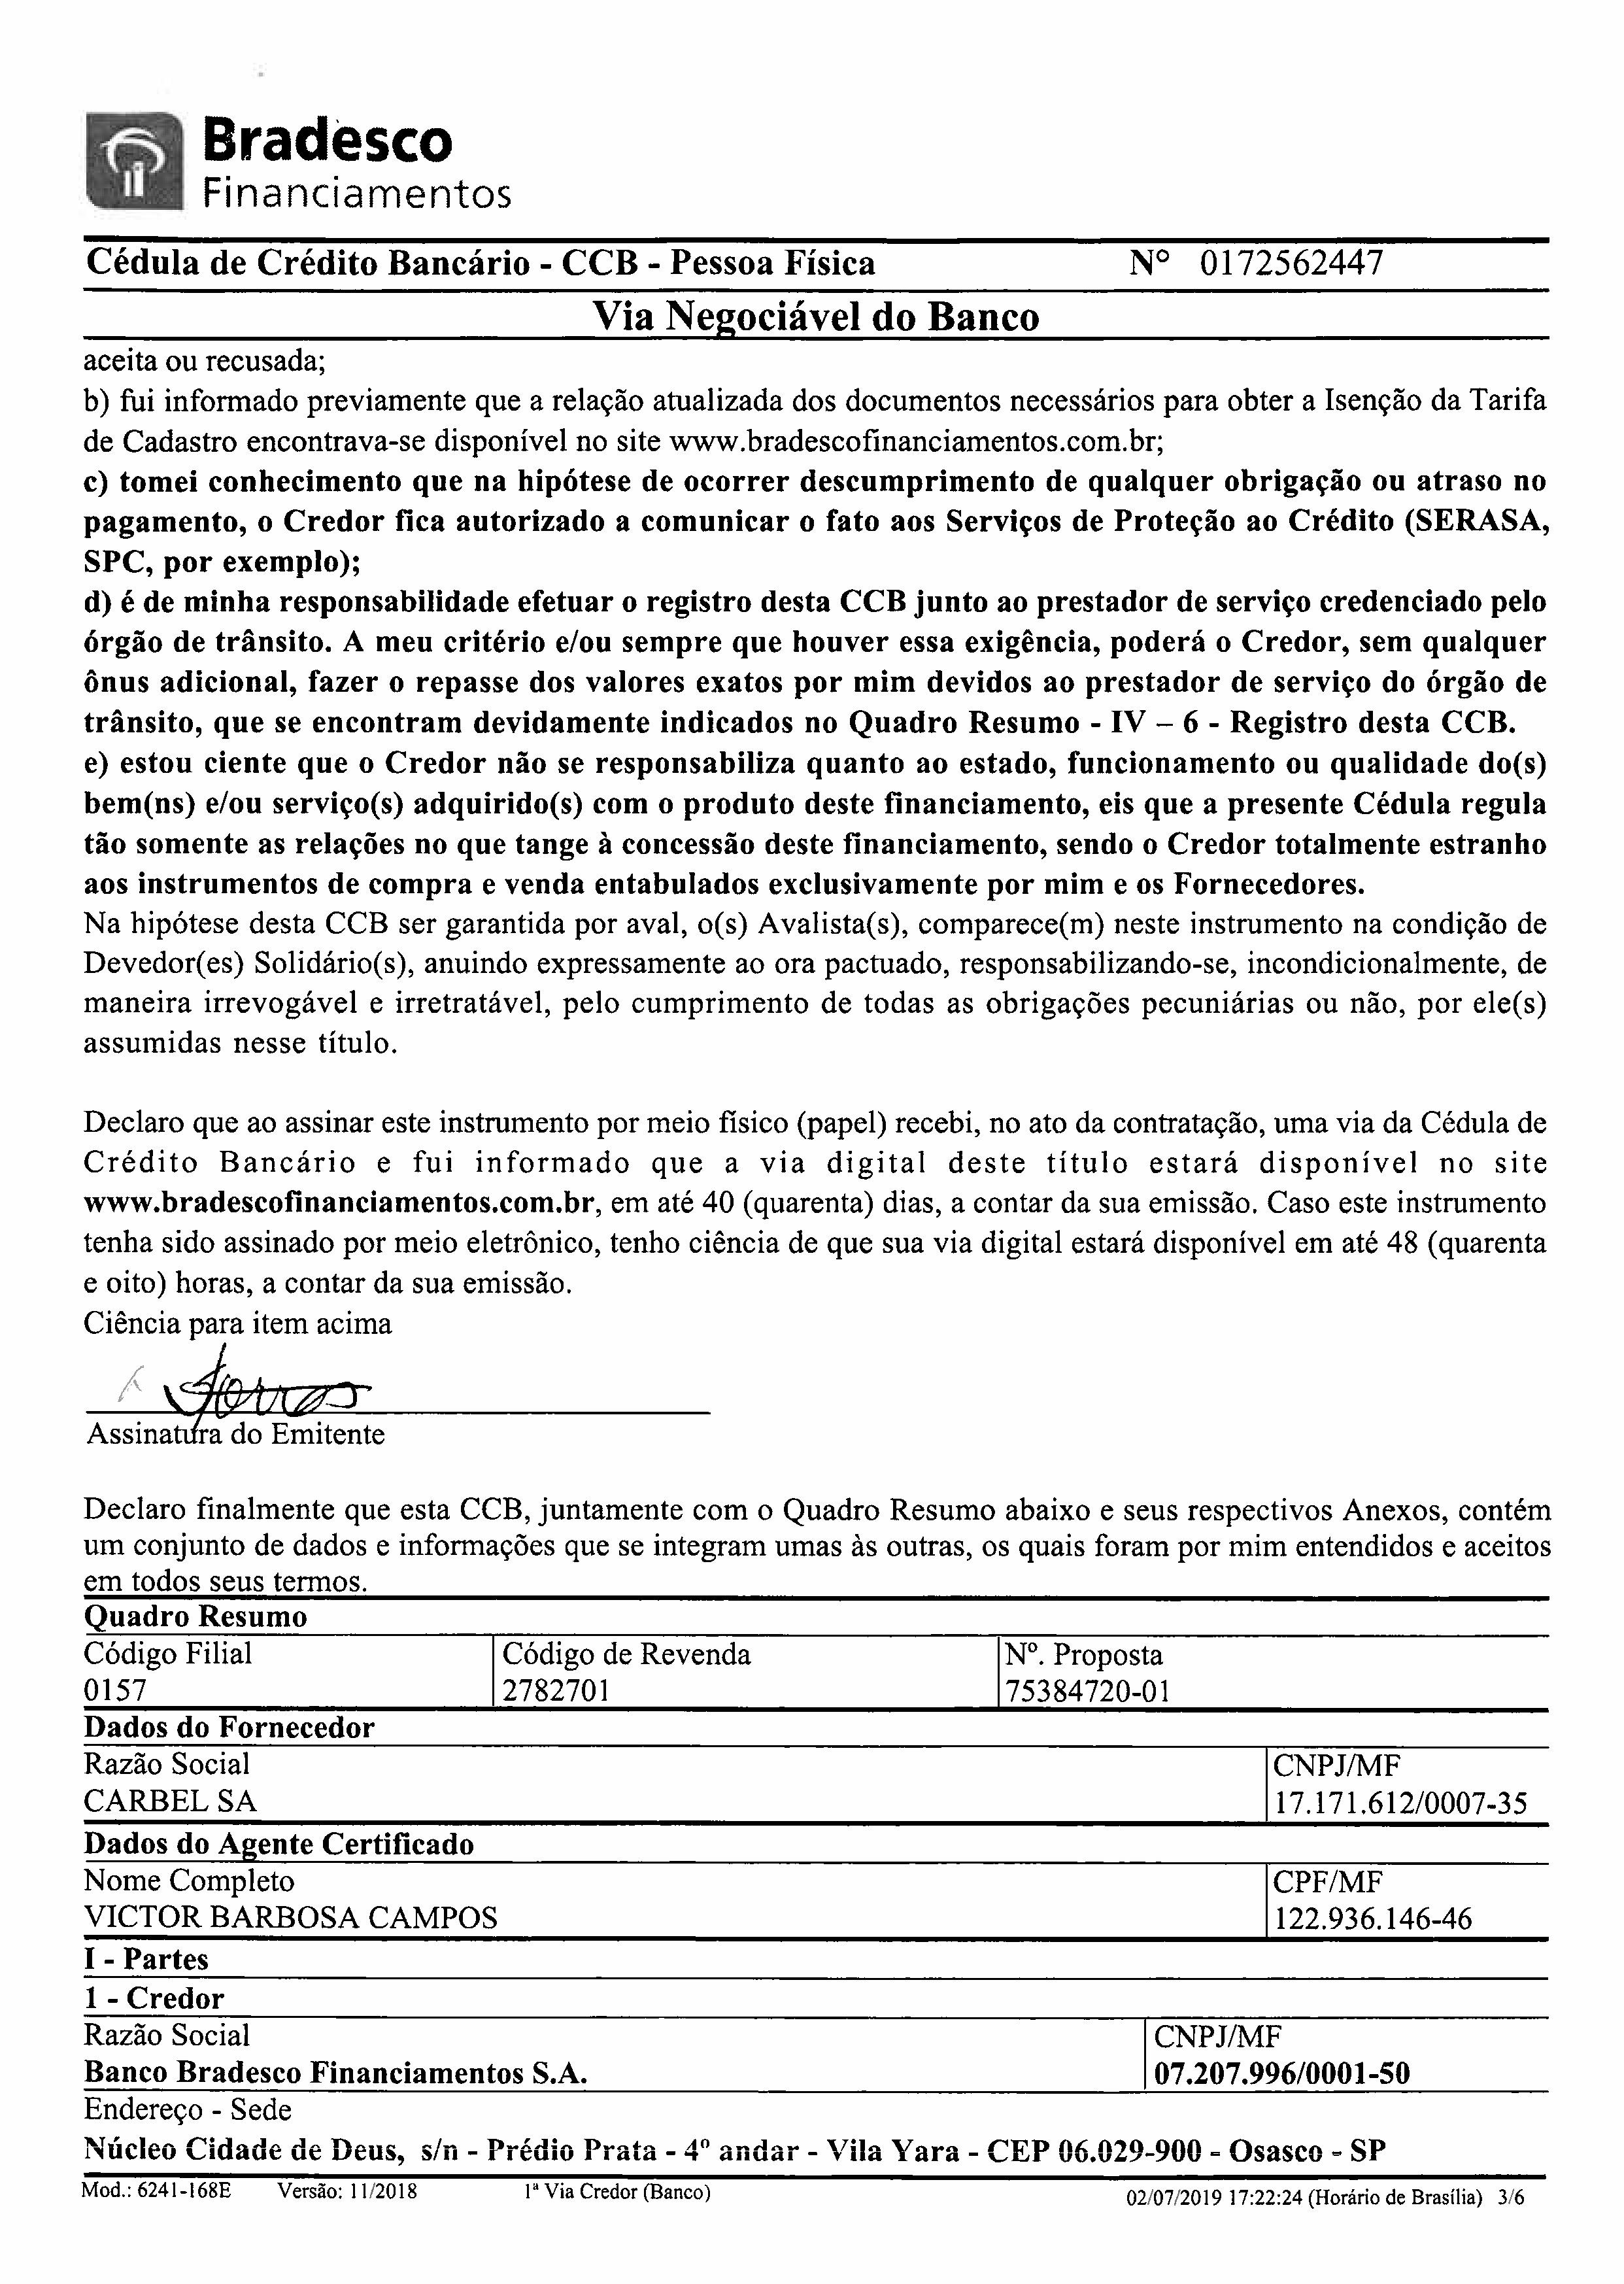 Bradesco
Financiamentos
Cédula de Crédito Bancário - CCB - Pessoa Física Nº 0172562447
Via Negociável do Banco
aceita ou recusada;
b) fui informado previamente que a relação atualizada dos documentos necessários para obter a Isenção da Tarifa
de Cadastro encontrava-se disponível no site www.bradescofinanciamentos.com.br;
c) tomei conhecimento que na hipótese de ocorrer descumprimento de qualquer obrigação ou atraso no
pagamento, o Credor fica autorizado a comunicar o fato aos Serviços de Proteção ao Crédito (SERASA,
SPC, por exemplo);
d) é de minha responsabilidade efetuar o registro desta CCB junto ao prestador de serviço credenciado pelo
órgão de trânsito. A meu critério e/ou sempre que houver essa exigência, poderá o Credor, sem qualquer
ônus adicional, fazer o repasse dos valores exatos por mim devidos ao prestador de serviço do órgão de
trânsito, que se encontram devidamente indicados no Quadro Resumo - IV – 6 - Registro desta CCB.
e) estou ciente que o Credor não se responsabiliza quanto ao estado, funcionamento ou qualidade do(s)
bem(ns) e/ou serviço(s) adquirido(s) com o produto deste financiamento, eis que a presente Cédula regula
tão somente as relações no que tange à concessão deste financiamento, sendo o Credor totalmente estranho
aos instrumentos de compra e venda entabulados exclusivamente por mim e os Fornecedores.
Na hipótese desta CCB ser garantida por aval, o(s) Avalista(s), comparece(m) neste instrumento na condição de
Devedor(es) Solidário(s), anuindo expressamente ao ora pactuado, responsabilizando-se, incondicionalmente, de
maneira irrevogável e irretratável, pelo cumprimento de todas as obrigações pecuniárias ou não, por ele(s)
assumidas nesse título.
Declaro que ao assinar este instrumento por meio físico (papel) recebi, no ato da contratação, uma via da Cédula de
Crédito Bancário e fui informado que a via digital deste título estará disponível no site
www.bradescofinanciamentos.com.br, em até 40 (quarenta) dias, a contar da sua emissão. Caso este instrumento
tenha sido assinado por meio eletrônico, tenho ciência de que sua via digital estará disponível em até 48 (quarenta
e oito) horas, a contar da sua emissão.
Ciência para item acima
Assinatura do Emitente
Declaro finalmente que esta CCB, juntamente com o Quadro Resumo abaixo e seus respectivos Anexos, contém
um conjunto de dados e informações que se integram umas às outras, os quais foram por mim entendidos e aceitos
em todos seus termos.
Quadro Resumo
Código Filial Código de Revenda Nº. Proposta
0157 2782701 75384720-01
Dados do Fornecedor
Razão Social CNPJ/MF
CARBEL SA 17.171.612/0007-35
Dados do Agente Certificado
Nome Completo CPF/MF
VICTOR BARBOSA CAMPOS 122.936.146-46
I - Partes
1 - Credor
Razão Social CNPJ/MF
Banco Bradesco Financiamentos S.A. 07.207.996/0001-50
Endereço - Sede
Núcleo Cidade de Deus, s/n - Prédio Prata - 4º andar - Vila Yara - CEP 06.029-900 - Osasco - SP
Mod.: 6241-168E Versão: 11/2018 1ª Via Credor (Banco) 02/07/2019 17:22:24 (Horário de Brasília) 3/6